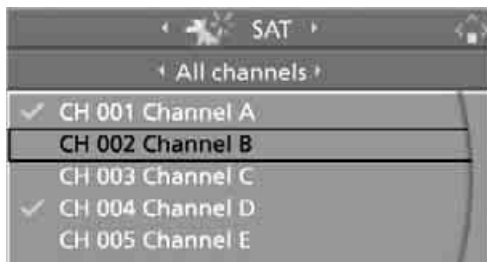 SAT
All channels
CH 001 Channel A
CH 002 Channel B
CH 003 Channel C
CH 004 Channel D
CH 005 Channel E